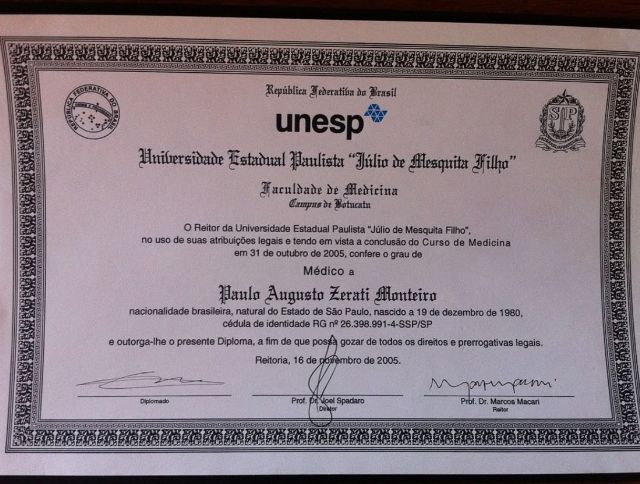 República Federativa do Brasil
REPÚBLICA FEDERATIVA DO BRASIL
unesp
SP
Universidade Estadual Paulista "Júlio de Mesquita Filho"
Faculdade de Medicina
Campus de Botucatu
O Reitor da Universidade Estadual Paulista "Júlio de Mesquita Filho",
no uso de suas atribuições legais e tendo em vista a conclusão do Curso de Medicina
em 31 de outubro de 2005, confere o grau de
Médico a
Paulo Augusto Zerati Monteiro
nacionalidade brasileira, natural do Estado de São Paulo, nascido a 19 de dezembro de 1980,
cédula de identidade RG nº 26.398.991-4-SSP/SP
e outorga-lhe o presente Diploma, a fim de que possa gozar de todos os direitos e prerrogativas legais.
Reitoria, 16 de novembro de 2005.
Diplomado
Prof. Dr. Joel Spadaro
Diretor
Prof. Dr. Marcos Macari
Reitor